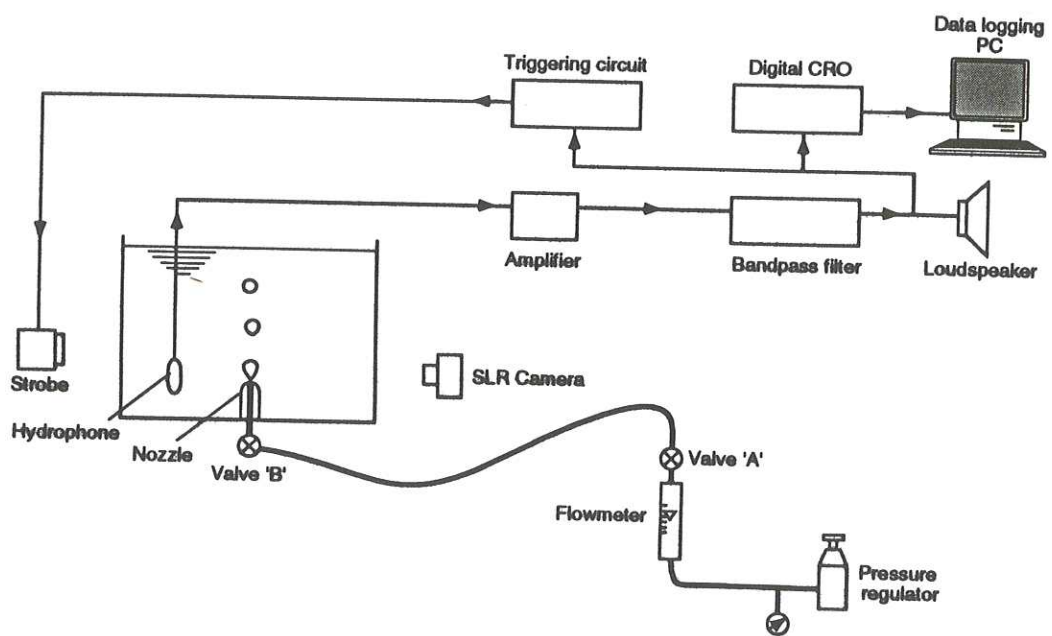 Data logging
PC
Triggering circuit
Digital CRO
Amplifier
Bandpass filter
Loudspeaker
Strobe
Hydrophone
Nozzle
Valve 'B'
SLR Camera
Valve 'A'
Flowmeter
Pressure
regulator